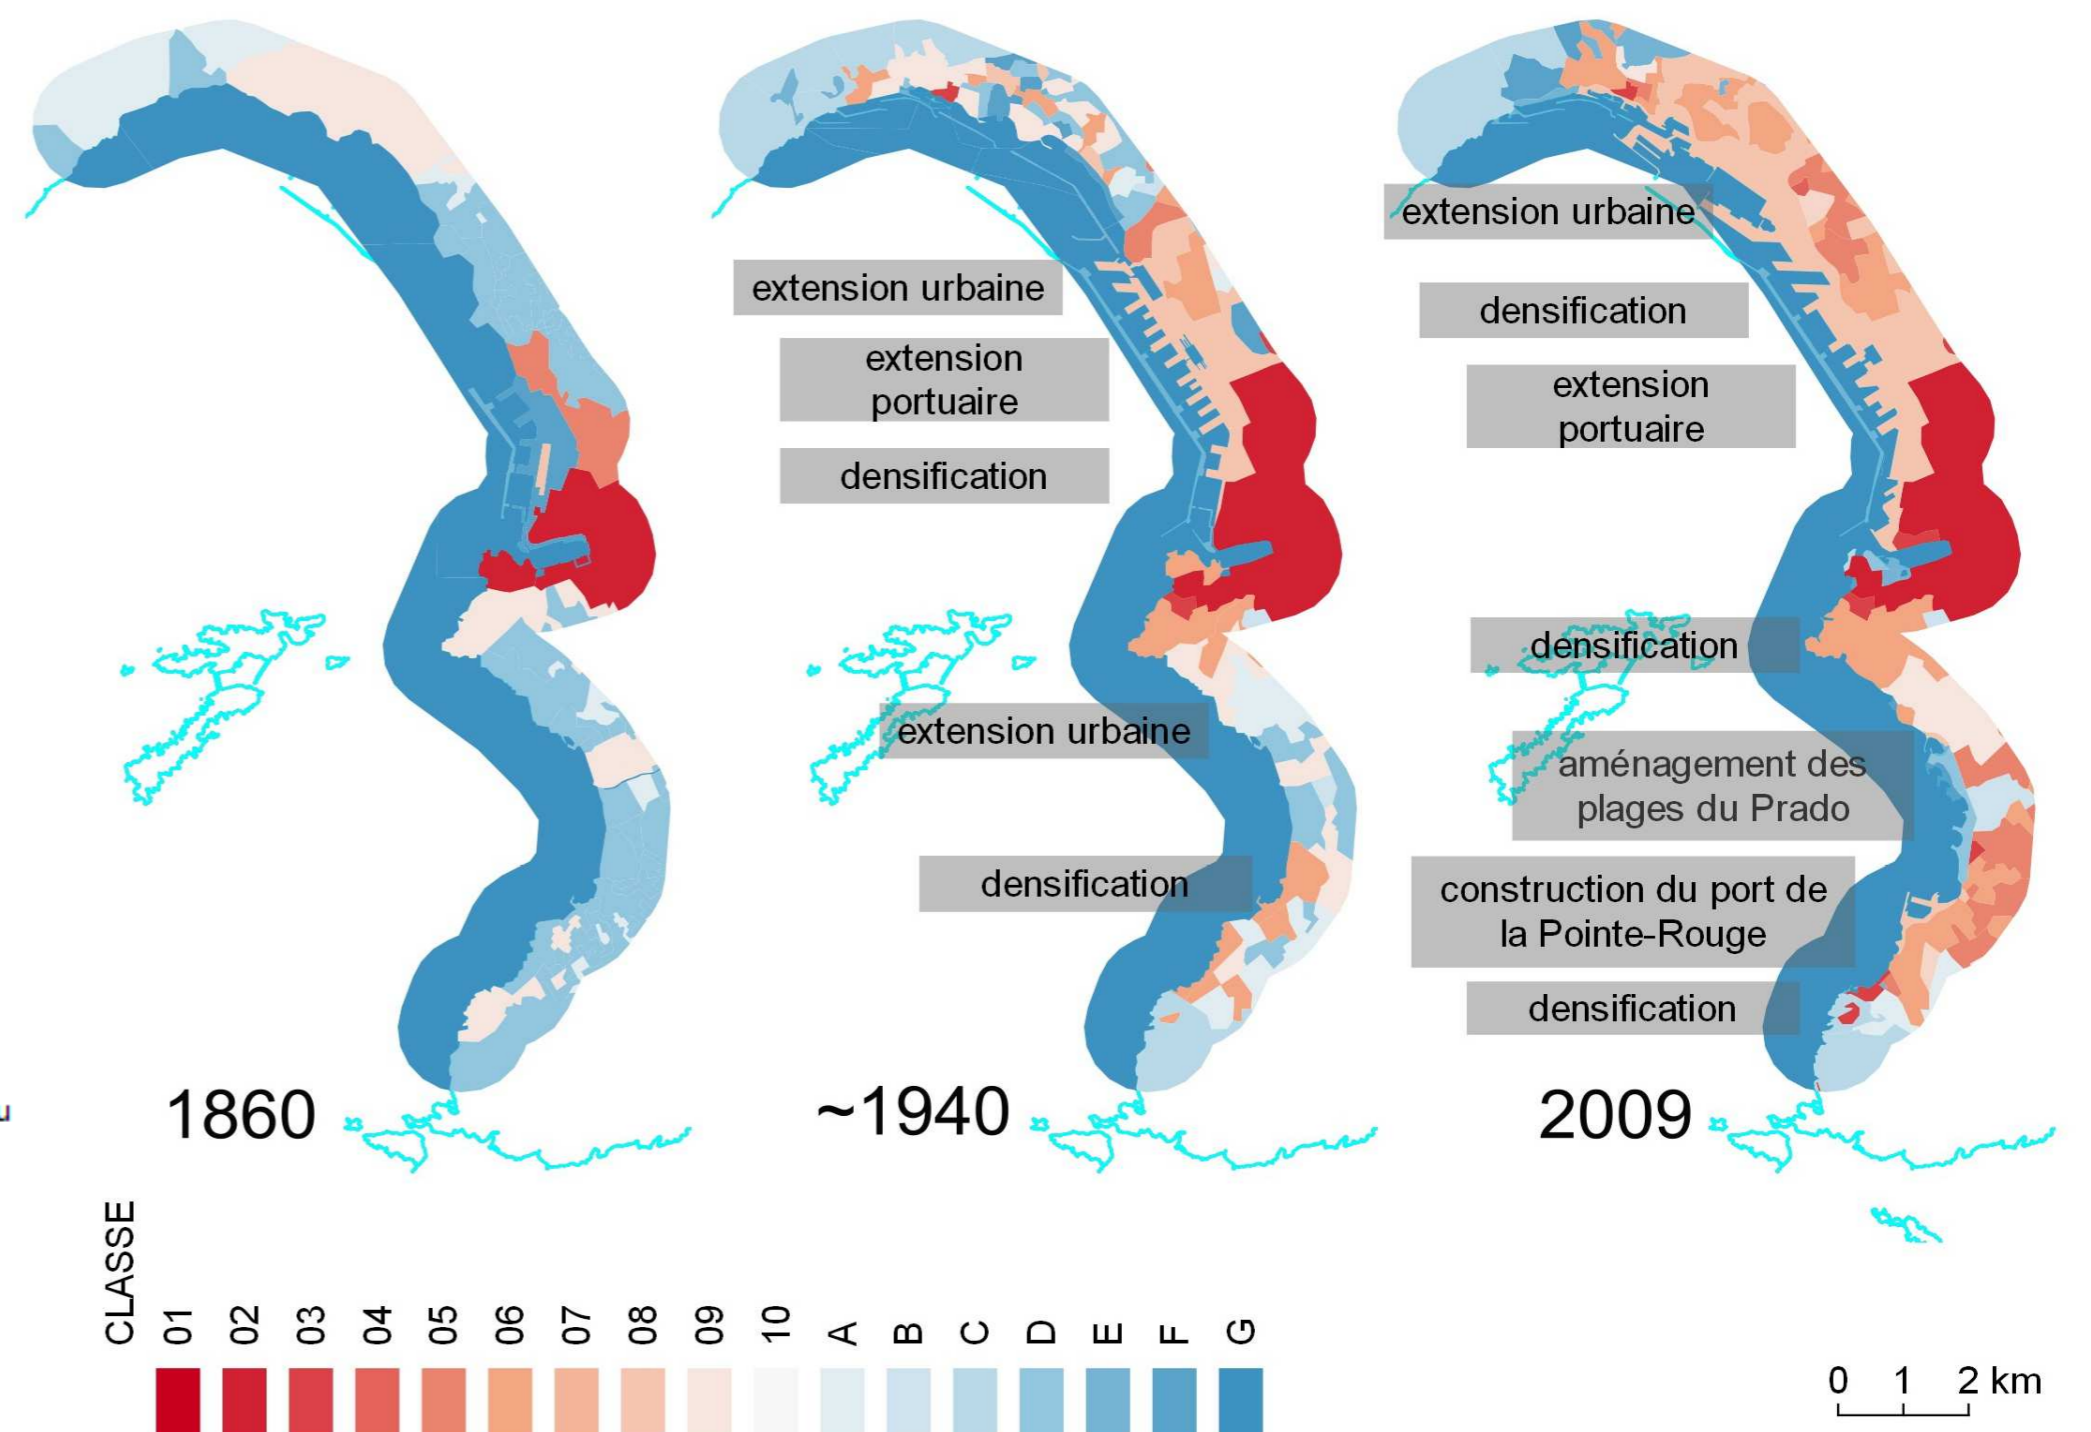 extension urbaine
extension
portuaire
densification
extension urbaine
densification
extension urbaine
densification
extension
portuaire
densification
aménagement des
plages du Prado
construction du port de
la Pointe-Rouge
densification
u
1860
~1940
2009
CLASSE
01
02
03
04
05
06
07
08
09
10
A
B
C
D
E
F
G
0 1 2 km